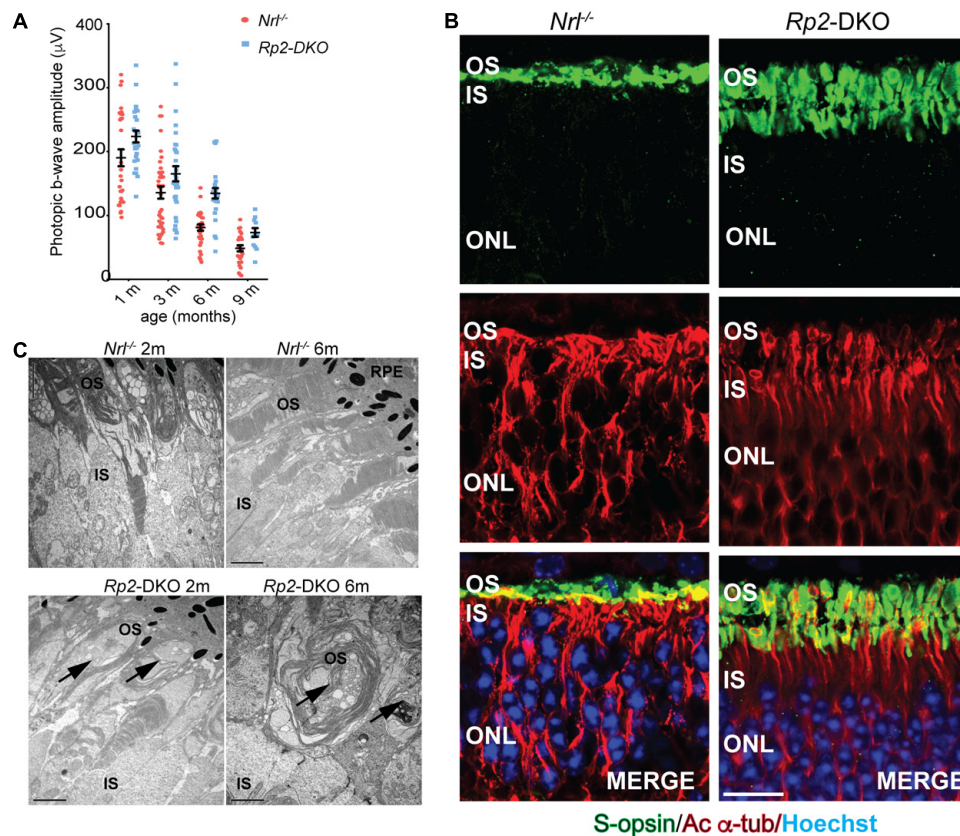 A
Nrl-/-
Rp2-DKO
Photopic b-wave amplitude (μV)
400
300
200
100
0
1 m
3 m
6 m
9 m
age (months)
B
Nrl-/-
Rp2-DKO
OS
IS
ONL
OS
IS
ONL
OS
IS
ONL
OS
IS
ONL
OS
IS
ONL
MERGE
OS
IS
ONL
MERGE
S-opsin/Ac α-tub/Hoechst
C
Nrl-/- 2m
Nrl-/- 6m
OS
IS
RPE
OS
IS
Rp2-DKO 2m
Rp2-DKO 6m
OS
IS
OS
IS